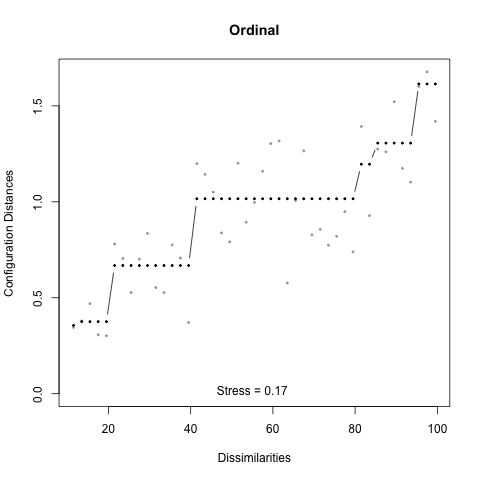 Ordinal
Configuration Distances
1.5
1.0
0.5
0.0
Stress = 0.17
20 40 60 80 100
Dissimilarities